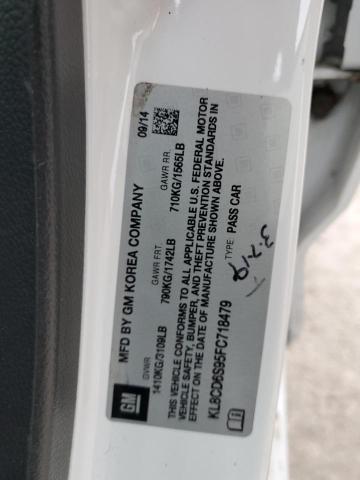 GM
MFD BY GM KOREA COMPANY 09/14
GVWR GAWR FRT. GAWR RR.
1410KG/3109LB 790KG/1742LB 710KG/1565LB
THIS VEHICLE CONFORMS TO ALL APPLICABLE U.S. FEDERAL MOTOR
VEHICLE SAFETY, BUMPER, AND THEFT PREVENTION STANDARDS IN
EFFECT ON THE DATE OF MANUFACTURE SHOWN ABOVE.
KL8CD6S95FC718479 TYPE: PASS CAR